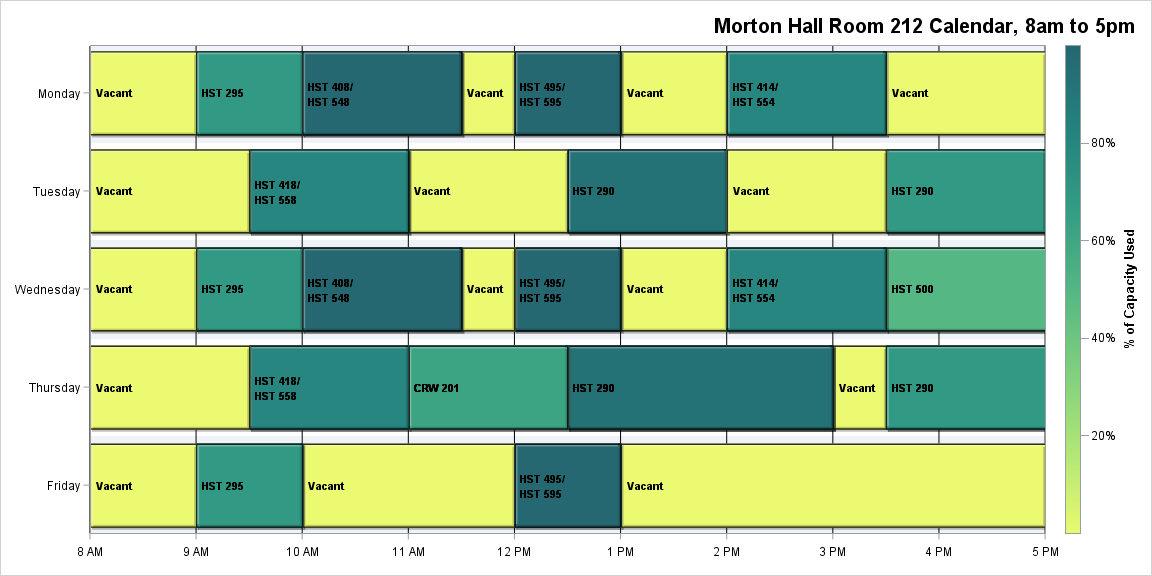 Morton Hall Room 212 Calendar, 8am to 5pm
Monday
Vacant
HST 295
HST 408/
HST 548
Vacant
HST 495/
HST 595
Vacant
HST 414/
HST 554
Vacant
Tuesday
Vacant
HST 418/
HST 558
Vacant
HST 290
Vacant
HST 290
Wednesday
Vacant
HST 295
HST 408/
HST 548
Vacant
HST 495/
HST 595
Vacant
HST 414/
HST 554
HST 500
Thursday
Vacant
HST 418/
HST 558
CRW 201
HST 290
Vacant
HST 290
Friday
Vacant
HST 295
Vacant
HST 495/
HST 595
Vacant
8 AM
9 AM
10 AM
11 AM
12 PM
1 PM
2 PM
3 PM
4 PM
5 PM
80%
60%
40%
20%
% of Capacity Used